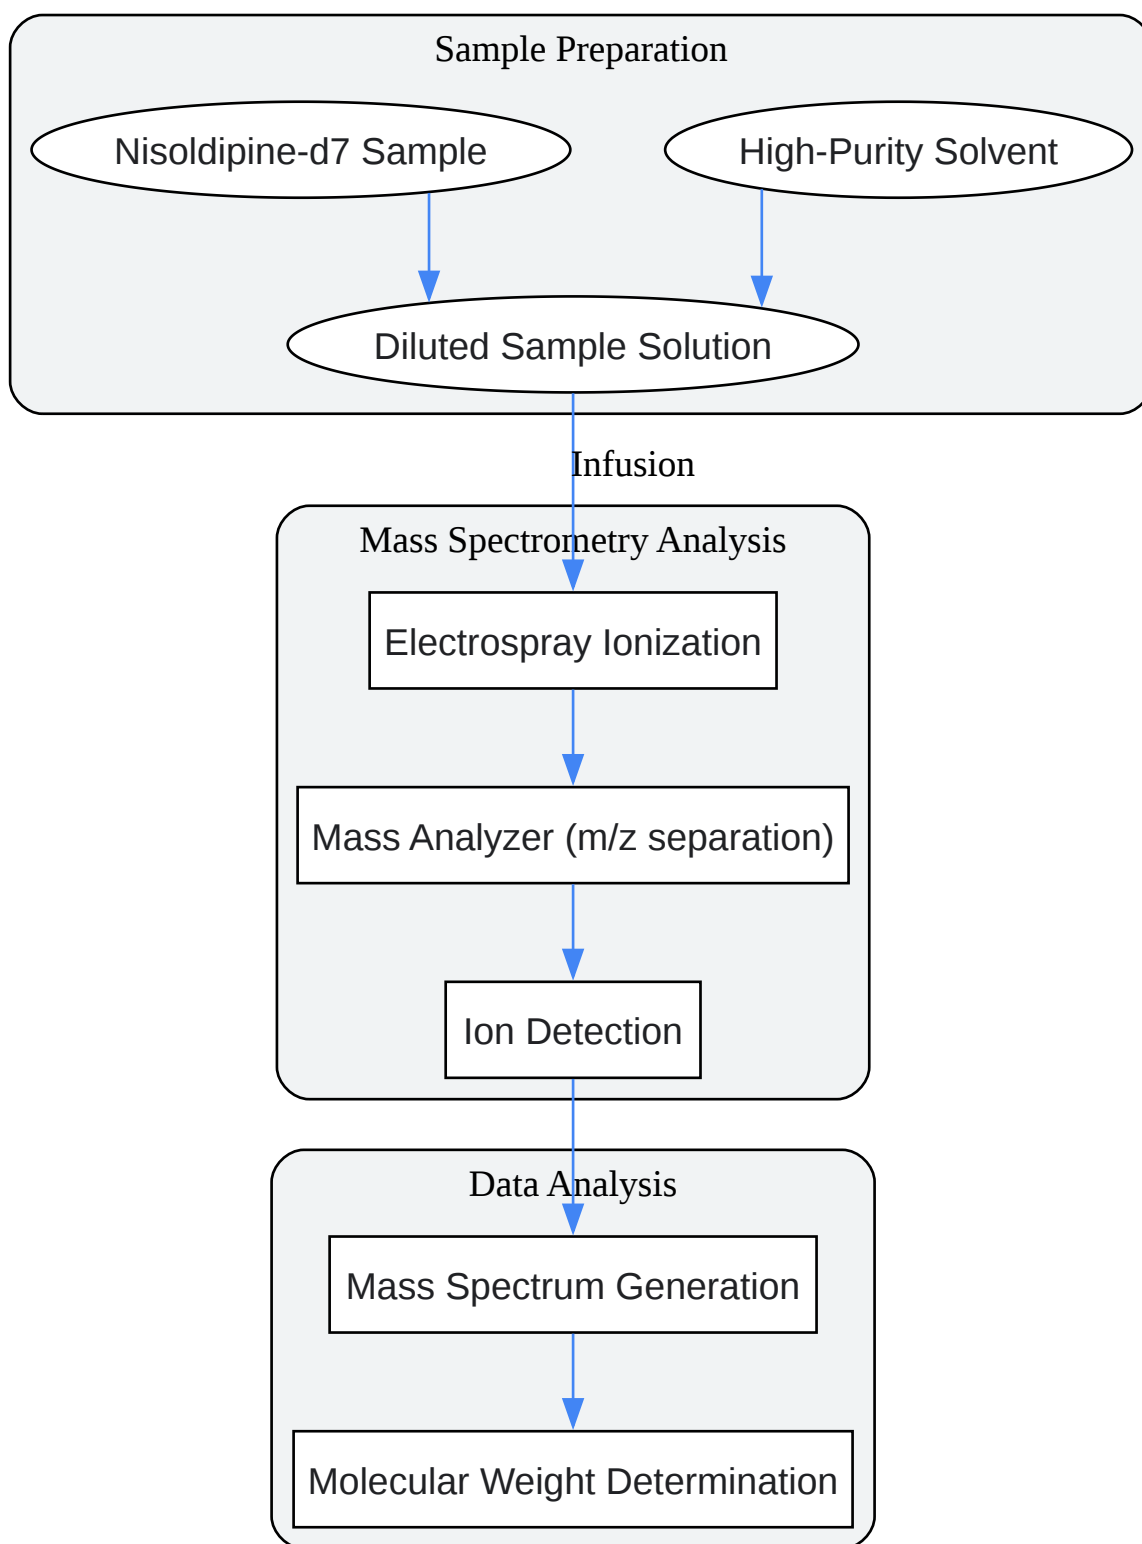 Sample Preparation
Nisoldipine-d7 Sample
High-Purity Solvent
Diluted Sample Solution
Infusion
Mass Spectrometry Analysis
Electrospray Ionization
Mass Analyzer (m/z separation)
Ion Detection
Data Analysis
Mass Spectrum Generation
Molecular Weight Determination